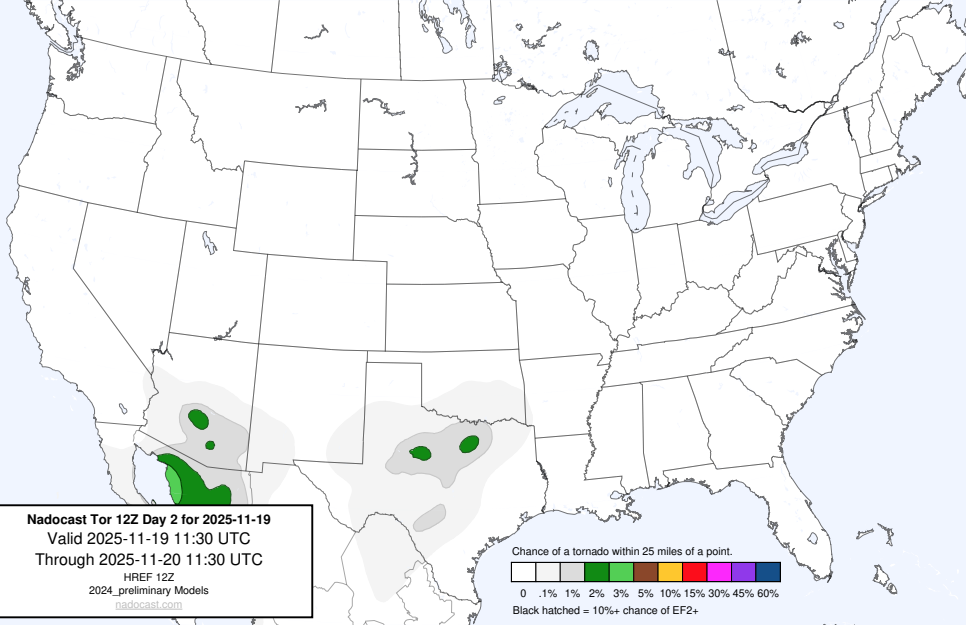 Nadocast Tor 12Z Day 2 for 2025-11-19
Valid 2025-11-19 11:30 UTC
Through 2025-11-20 11:30 UTC
HREF 12Z
2024_preliminary Models
nadocast.com
Chance of a tornado within 25 miles of a point.
0 .1% 1% 2% 3% 5% 10% 15% 30% 45% 60%
Black hatched = 10%+ chance of EF2+